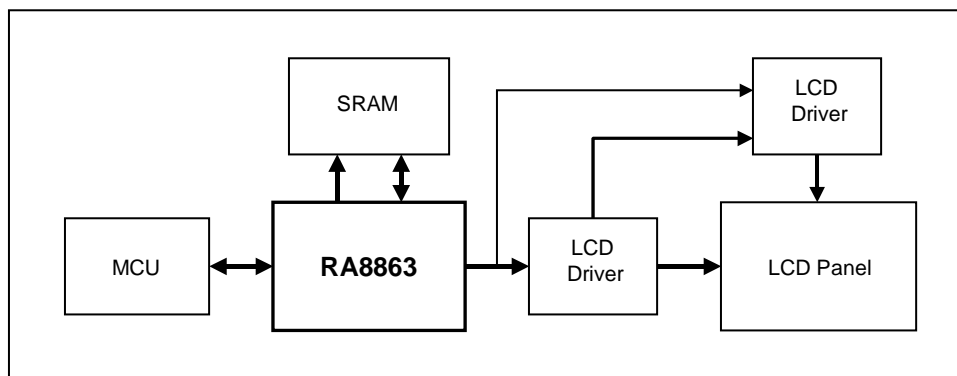 SRAM
LCD
Driver
MCU
RA8863
LCD
Driver
LCD Panel